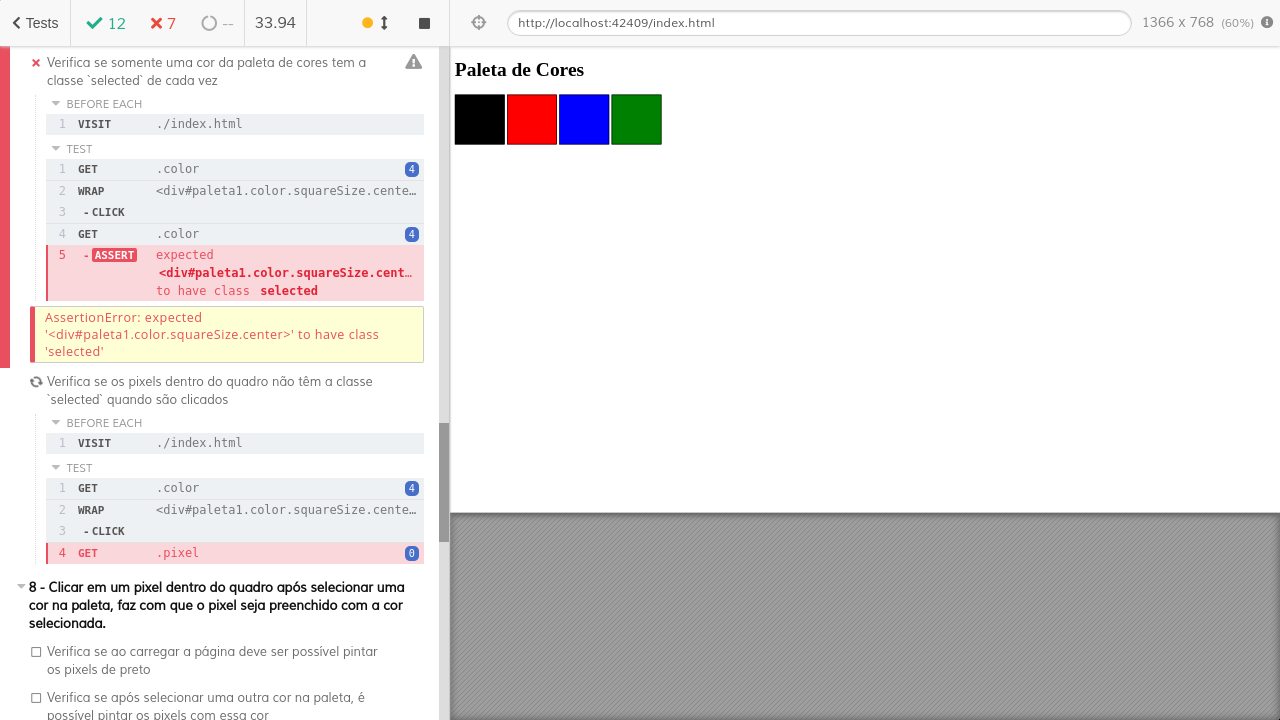 Tests 12 7 -- 33.94
http://localhost:42409/index.html 1366 x 768 (60%)
Verifica se somente uma cor da paleta de cores tem a
classe `selected` de cada vez
BEFORE EACH
1 VISIT ./index.html
TEST
1 GET .color 4
2 WRAP <div#paleta1.color.squareSize.cente…
3 -CLICK
4 GET .color 4
5 -ASSERT expected
<div#paleta1.color.squareSize.cent…
to have class selected
AssertionError: expected
'<div#paleta1.color.squareSize.center>' to have class
'selected'
Verifica se os pixels dentro do quadro não têm a classe
`selected` quando são clicados
BEFORE EACH
1 VISIT ./index.html
TEST
1 GET .color 4
2 WRAP <div#paleta1.color.squareSize.cente…
3 -CLICK
4 GET .pixel 0
8 - Clicar em um pixel dentro do quadro após selecionar uma
cor na paleta, faz com que o pixel seja preenchido com a cor
selecionada.
Verifica se ao carregar a página deve ser possível pintar
os pixels de preto
Verifica se após selecionar uma outra cor na paleta, é
possível pintar os pixels com essa cor
Paleta de Cores